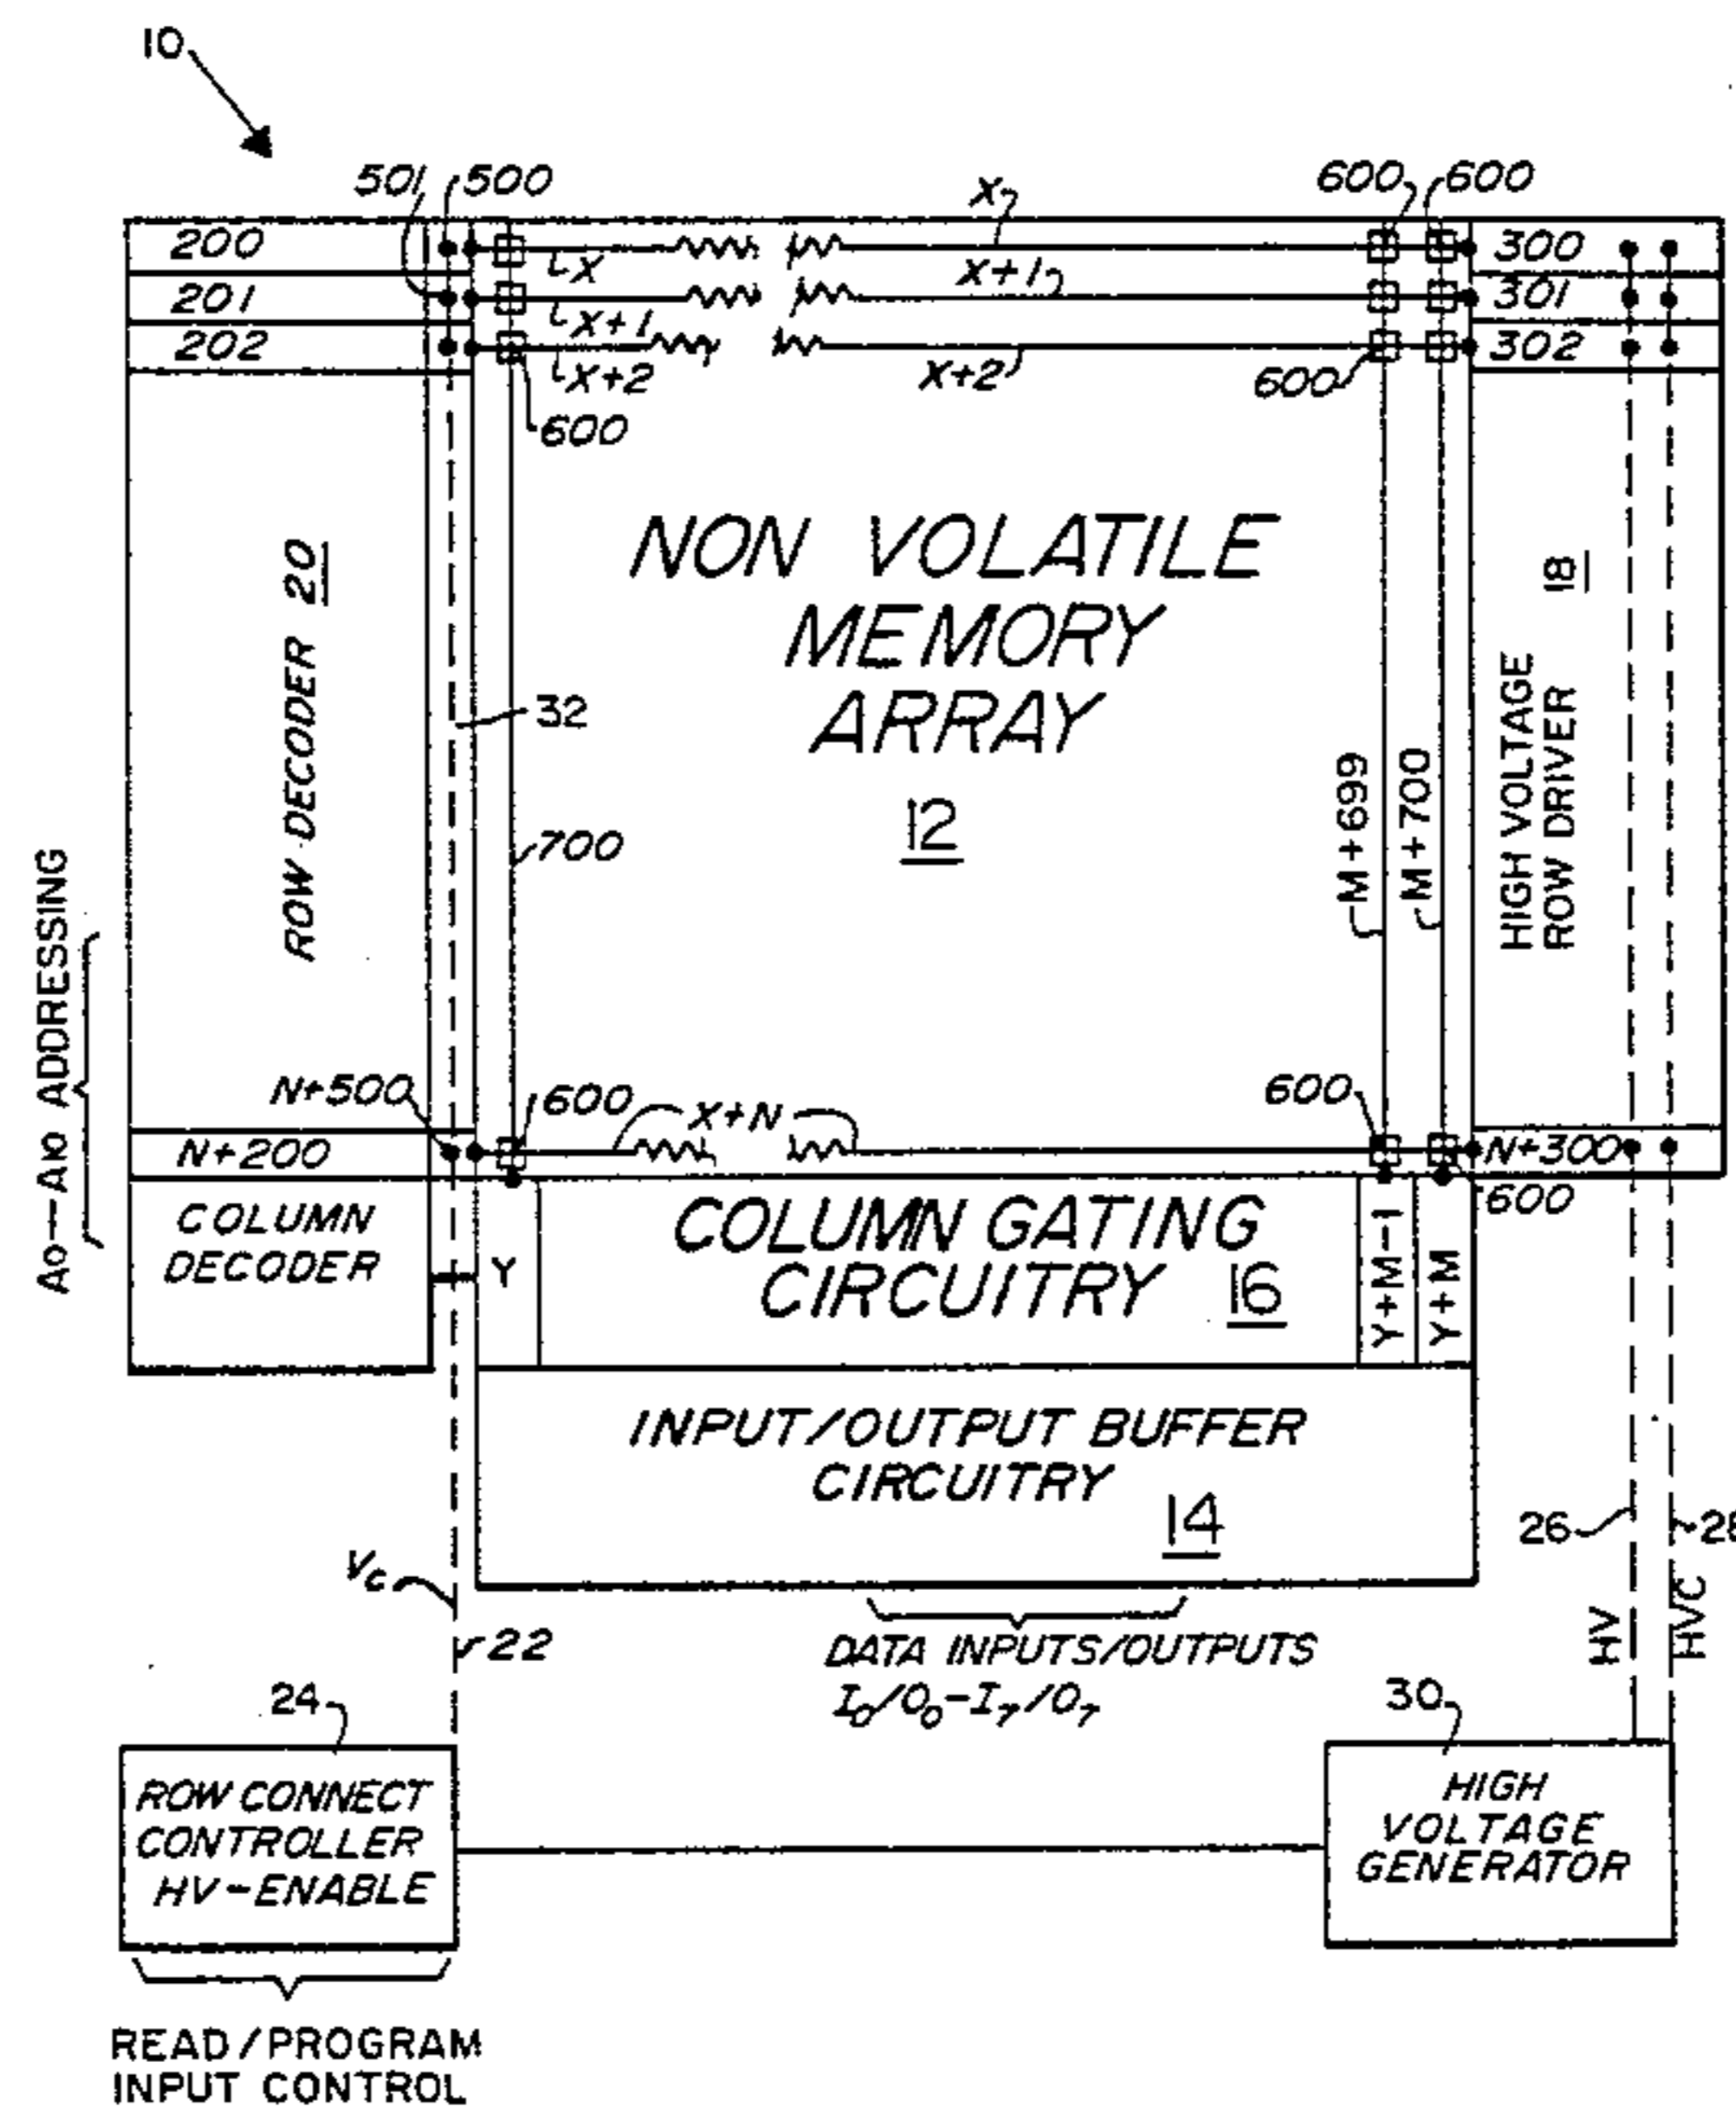 10
501
500
X
600
600
200
X
300
201
X+1
X+1
301
202
X+2
X+2
600
302
600
ROW DECODER 20
NON VOLATILE
MEMORY
ARRAY
12
32
700
M+699
M+700
HIGH VOLTAGE
ROW DRIVER
18
A0--A10 ADDRESSING
N+500
600
X+N
600
N+200
N+300
600
COLUMN
DECODER
Y
COLUMN GATING
CIRCUITRY 16
Y+M-1
Y+M
INPUT/OUTPUT BUFFER
CIRCUITRY
14
26
28
VC
22
HV
HVC
DATA INPUTS/OUTPUTS
I0/O0-I7/O7
24
30
ROW CONNECT
CONTROLLER
HV-ENABLE
HIGH
VOLTAGE
GENERATOR
READ/PROGRAM
INPUT CONTROL